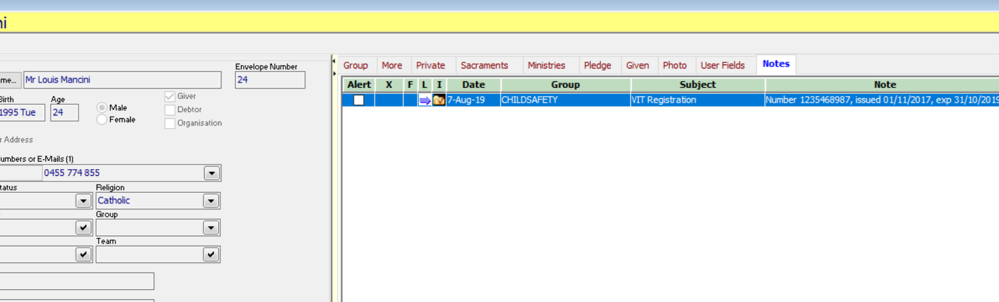 ni
Envelope Number
me... Mr Louis Mancini 24
Birth Age
1995 Tue 24
Male
Female
Giver
Debtor
Organisation
r Address
umbers or E-Mails (1)
0455 774 855
tatus Religion
Catholic
Group
Team
Group More Private Sacraments Ministries Pledge Given Photo User Fields Notes
Alert X F L I Date Group Subject Note
7-Aug-19 CHILDSAFETY VIT Registration Number 1235468987, issued 01/11/2017, exp 31/10/2019